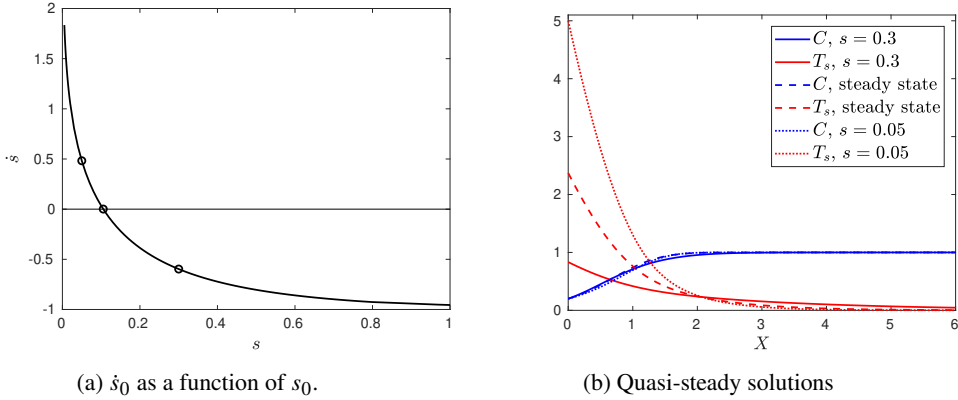 2
1.5
1
0.5
0
-0.5
-1
ṡ
0
0.2
0.4
0.6
0.8
1
s
(a) ṡ₀ as a function of s₀.
5
4
3
2
1
0
C, s = 0.3
Tₛ, s = 0.3
C, steady state
Tₛ, steady state
C, s = 0.05
Tₛ, s = 0.05
0
1
2
3
4
5
6
X
(b) Quasi-steady solutions